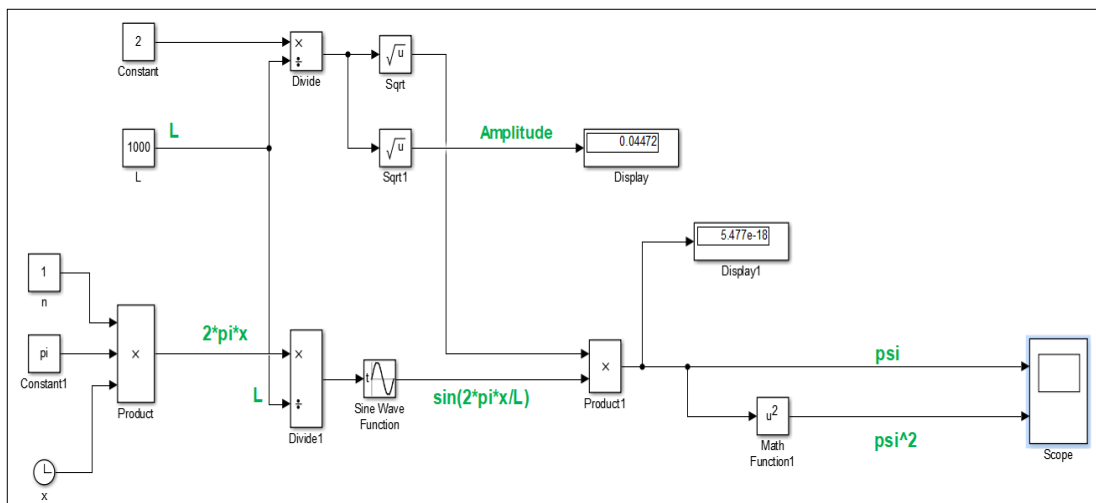 2
Constant
×
÷
Divide
√u
Sqrt
L
1000
L
√u
Sqrt1
Amplitude
0.04472
Display
5.477e-18
Display1
1
n
pi
Constant1
×
Product
2*pi*x
L
×
÷
Divide1
t
Sine Wave
Function
sin(2*pi*x/L)
×
Product1
psi
u²
Math
Function1
psi^2
Scope
x